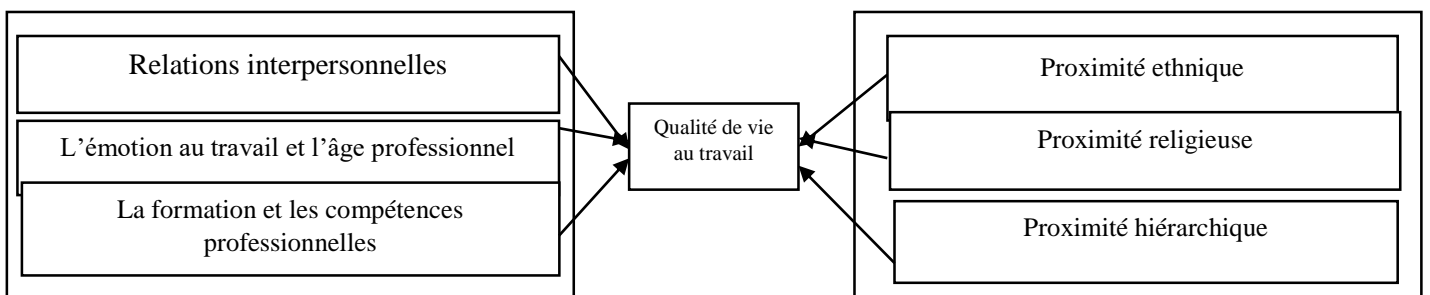 Relations interpersonnelles
L’émotion au travail et l’âge professionnel
La formation et les compétences
professionnelles
Qualité de vie
au travail
Proximité ethnique
Proximité religieuse
Proximité hiérarchique